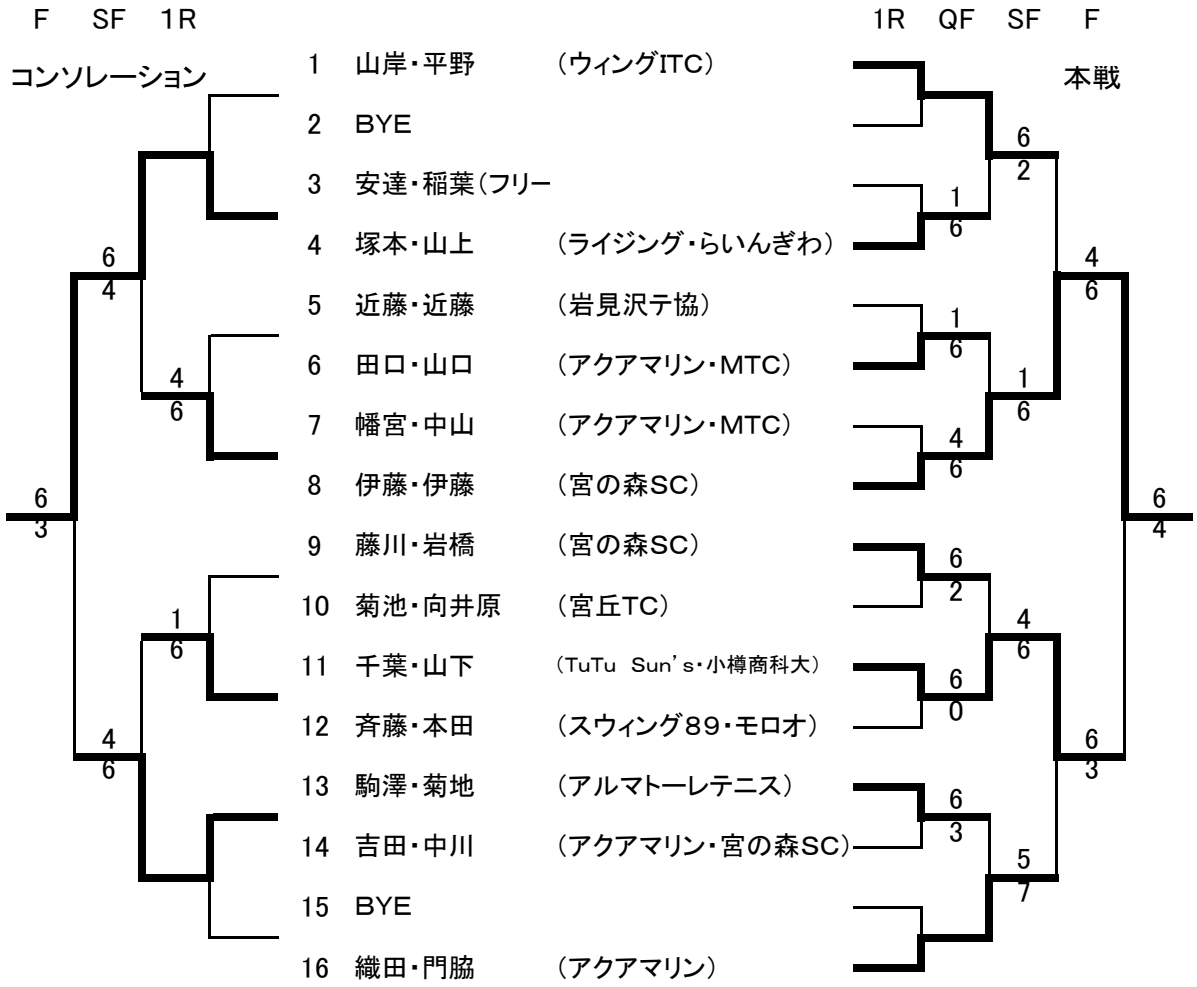 F SF 1R 1R QF SF F
コンソレーション 本戦
1 山岸・平野 (ウィングITC)
2 BYE
6
2
3 安達・稲葉(フリー
1
6
4 塚本・山上 (ライジング・らいんぎわ)
6
4
4
6
5 近藤・近藤 (岩見沢テ協)
1
6
6 田口・山口 (アクアマリン・MTC)
4
6
1
6
7 幡宮・中山 (アクアマリン・MTC)
4
6
8 伊藤・伊藤 (宮の森SC)
6
3
6
4
9 藤川・岩橋 (宮の森SC)
6
2
10 菊池・向井原 (宮丘TC)
1
6
4
6
11 千葉・山下 (TuTu Sun's・小樽商科大)
6
0
12 斉藤・本田 (スウィング89・モロオ)
4
6
6
3
13 駒澤・菊地 (アルマトーレテニス)
6
3
14 吉田・中川 (アクアマリン・宮の森SC)
5
7
15 BYE
16 織田・門脇 (アクアマリン)